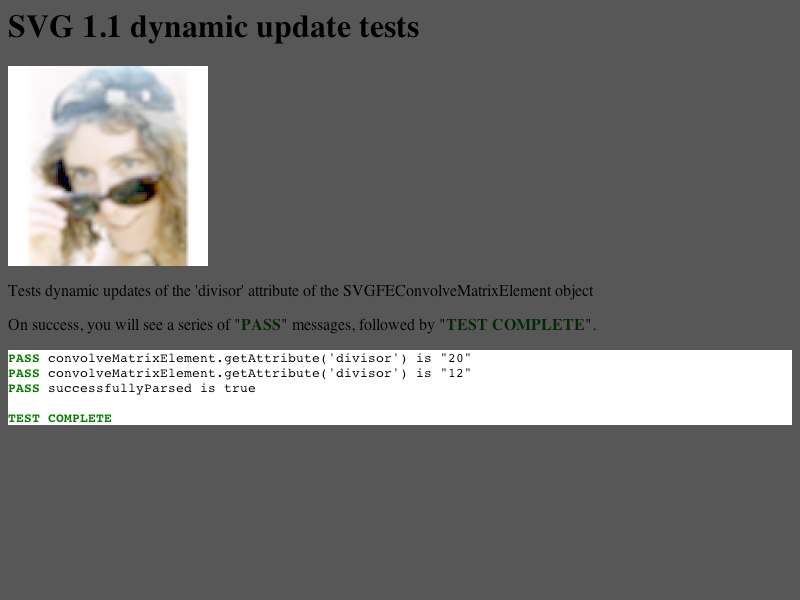 SVG 1.1 dynamic update tests
Tests dynamic updates of the 'divisor' attribute of the SVGFEConvolveMatrixElement object
On success, you will see a series of "PASS" messages, followed by "TEST COMPLETE".
PASS convolveMatrixElement.getAttribute('divisor') is "20"
PASS convolveMatrixElement.getAttribute('divisor') is "12"
PASS successfullyParsed is true
TEST COMPLETE